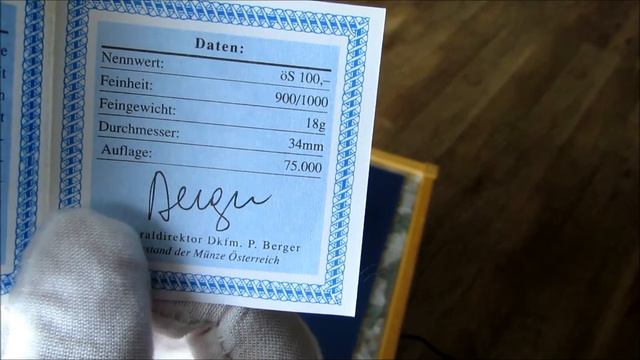 Daten:
Nennwert: öS 100,–
Feinheit: 900/1000
Feingewicht: 18g
Durchmesser: 34mm
Auflage: 75.000
Berger
raldirektor Dkfm. P. Berger
stand der Münze Österreich